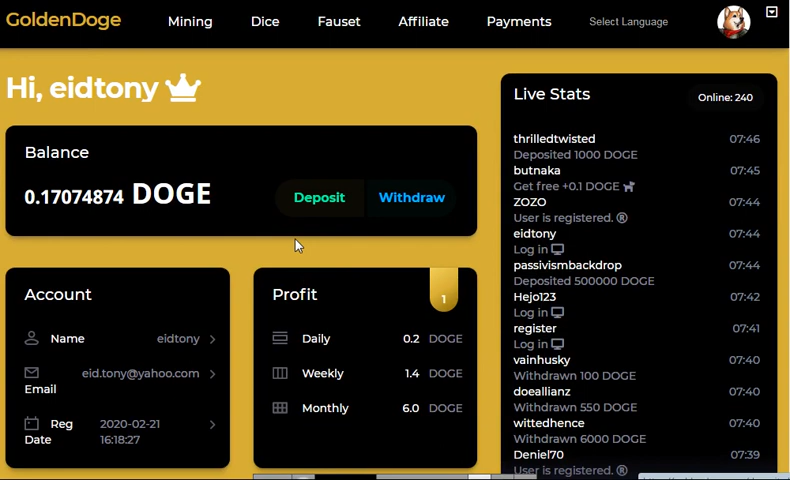 GoldenDoge
Mining Dice Fauset Affiliate Payments Select Language
Hi, eidtony
Balance
0.17074874 DOGE
Deposit Withdraw
Account
Name eidtony
Email eid.tony@yahoo.com
Reg Date 2020-02-21 16:18:27
Profit
1
Daily 0.2 DOGE
Weekly 1.4 DOGE
Monthly 6.0 DOGE
Live Stats Online: 240
thrilledtwisted 07:46
Deposited 1000 DOGE
butnaka 07:45
Get free +0.1 DOGE
ZOZO 07:44
User is registered. ®
eidtony 07:44
Log in
passivismbackdrop 07:44
Deposited 500000 DOGE
Hejo123 07:42
Log in
register 07:41
Log in
vainhusky 07:40
Withdrawn 100 DOGE
doeallianz 07:40
Withdrawn 550 DOGE
wittedhence 07:40
Withdrawn 6000 DOGE
Deniel70 07:39
User is registered. ®